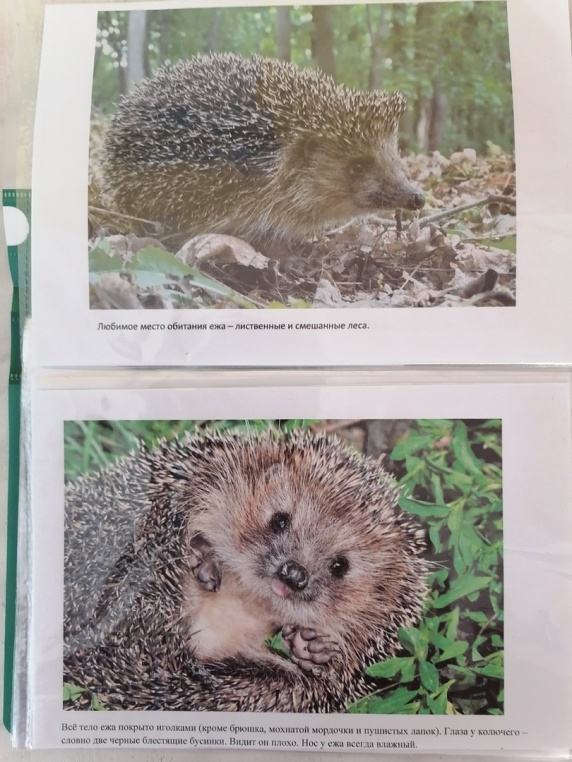 Любимое место обитания ежа – лиственные и смешанные леса.
Всё тело ежа покрыто иголками (кроме брюшка, мохнатой мордочки и пушистых лапок). Глаза у колючего –
словно две черные блестящие бусинки. Видит он плохо. Нос у ежа всегда влажный.